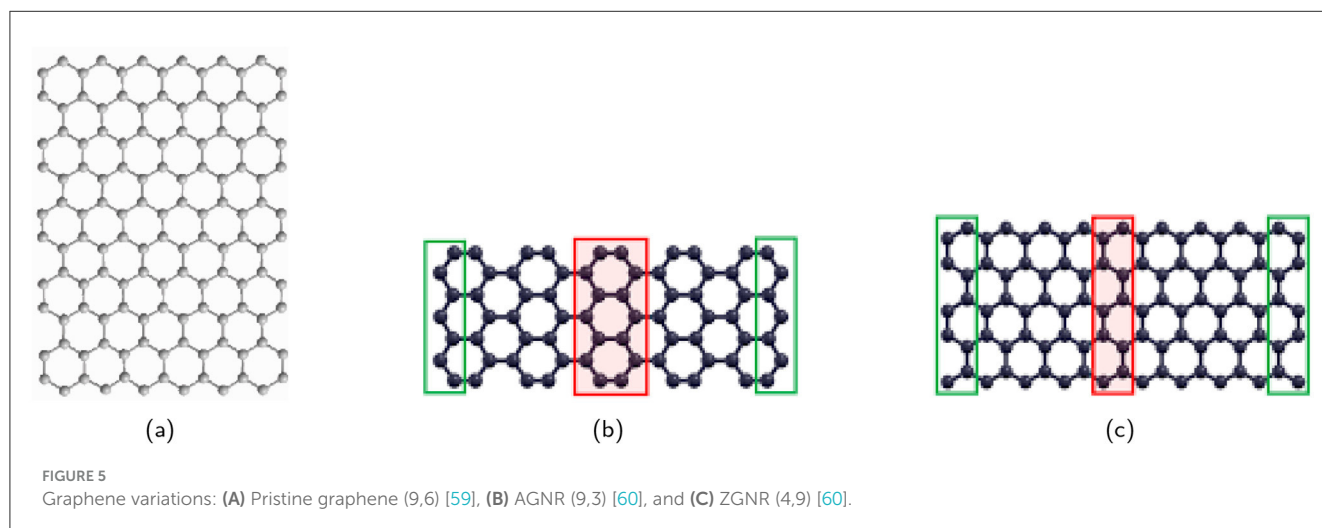 (a)
(b)
(c)
FIGURE 5
Graphene variations: (A) Pristine graphene (9,6) [59], (B) AGNR (9,3) [60], and (C) ZGNR (4,9) [60].